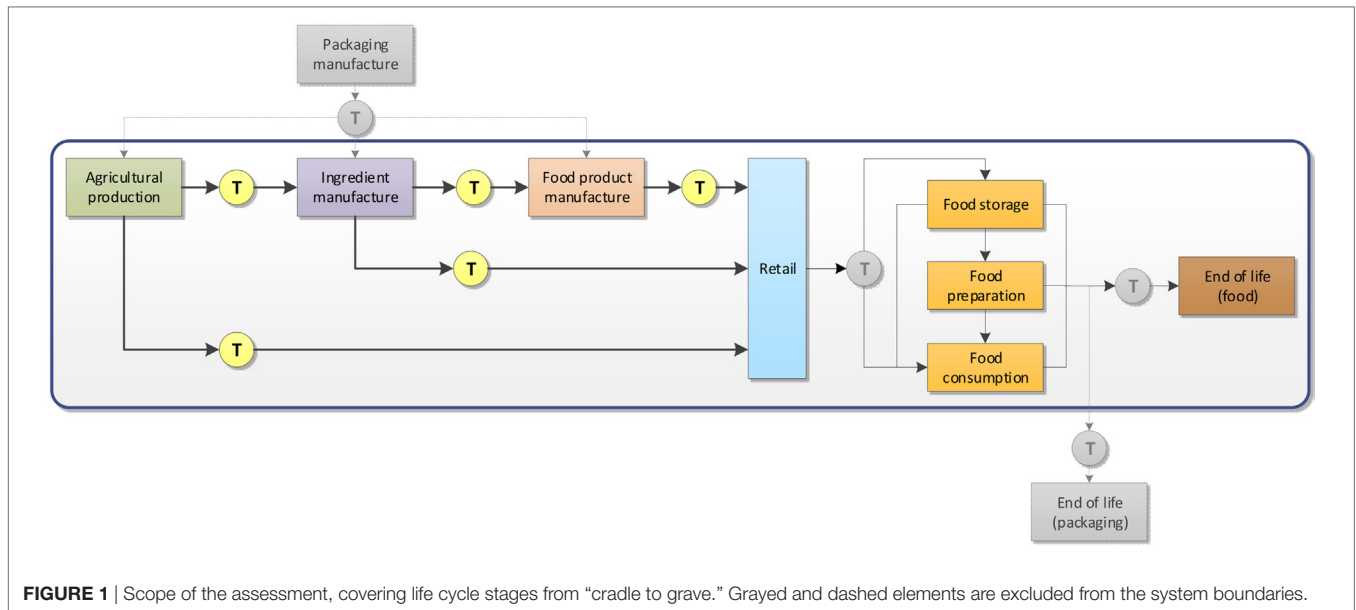 Packaging
manufacture
T
Agricultural
production
T
Ingredient
manufacture
T
Food product
manufacture
T
T
T
Retail
T
Food storage
Food
preparation
Food
consumption
T
End of life
(food)
T
End of life
(packaging)
FIGURE 1 | Scope of the assessment, covering life cycle stages from “cradle to grave.” Grayed and dashed elements are excluded from the system boundaries.